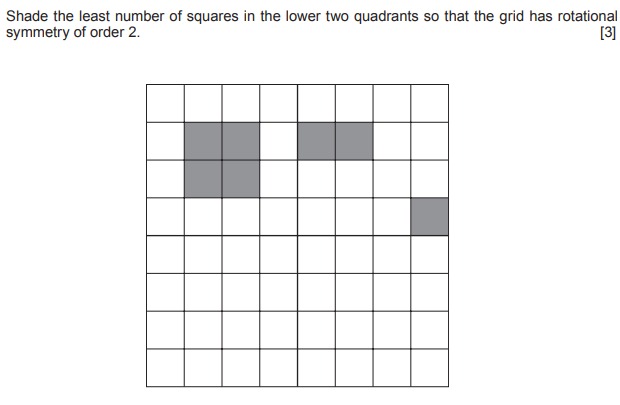 Shade the least number of squares in the lower two quadrants so that the grid has rotational
symmetry of order 2. [3]